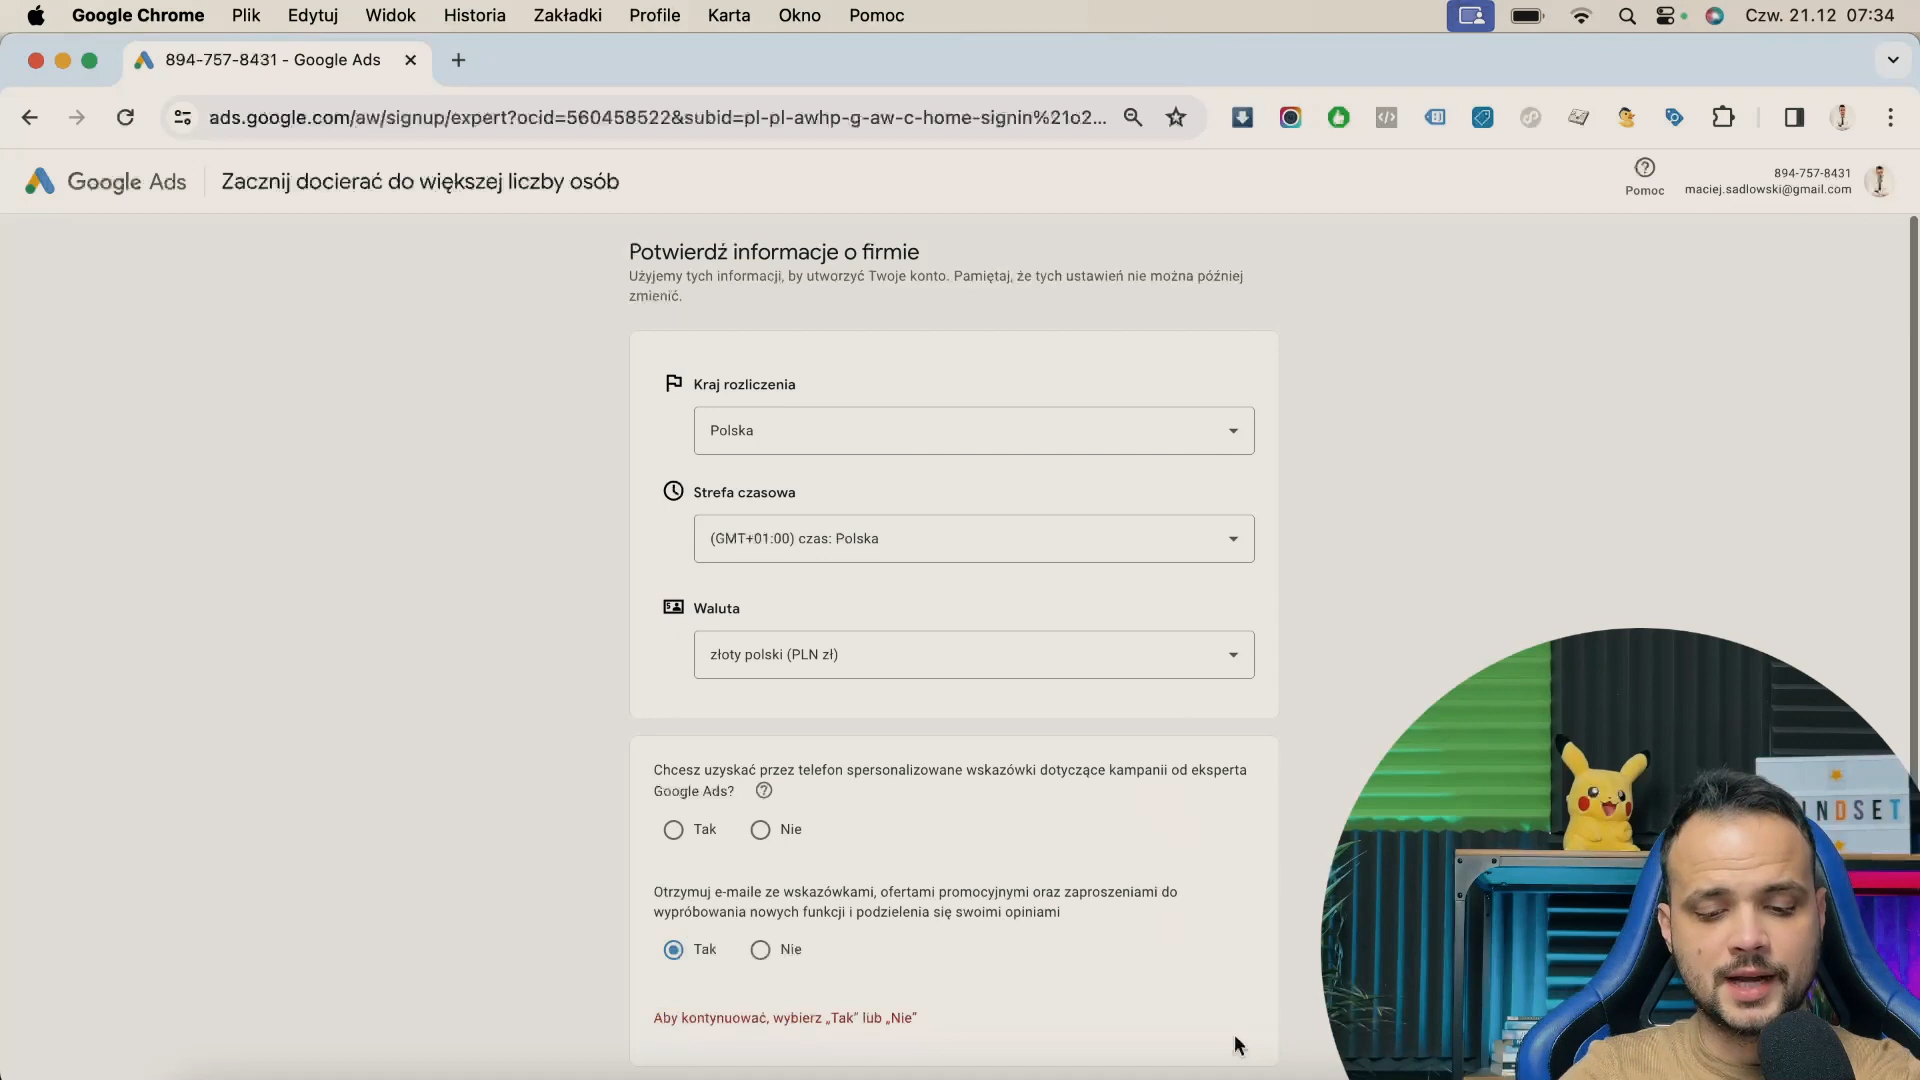 Google Chrome Plik Edytuj Widok Historia Zakładki Profile Karta Okno Pomoc Czw. 21.12 07:34
894-757-8431 - Google Ads
ads.google.com/aw/signup/expert?ocid=560458522&subid=pl-pl-awhp-g-aw-c-home-signin%21o2...
Google Ads Zacznij docierać do większej liczby osób
Pomoc
894-757-8431
maciej.sadlowski@gmail.com
Potwierdź informacje o firmie
Użyjemy tych informacji, by utworzyć Twoje konto. Pamiętaj, że tych ustawień nie można później
zmienić.
Kraj rozliczenia
Polska
Strefa czasowa
(GMT+01:00) czas: Polska
Waluta
złoty polski (PLN zł)
Chcesz uzyskać przez telefon spersonalizowane wskazówki dotyczące kampanii od eksperta
Google Ads?
Tak Nie
Otrzymuj e-maile ze wskazówkami, ofertami promocyjnymi oraz zaproszeniami do
wypróbowania nowych funkcji i podzielenia się swoimi opiniami
Tak Nie
Aby kontynuować, wybierz „Tak” lub „Nie”
NDSET